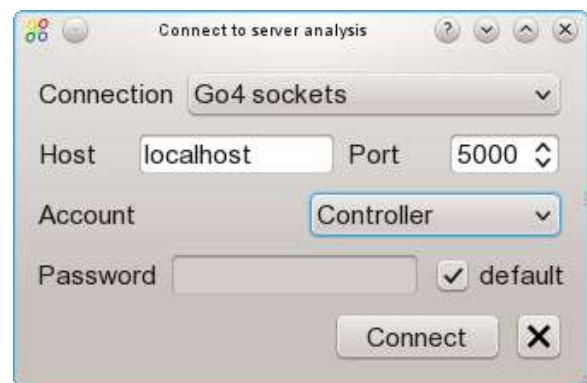 Connect to server analysis
Connection Go4 sockets
Host localhost Port 5000
Account Controller
Password default
Connect